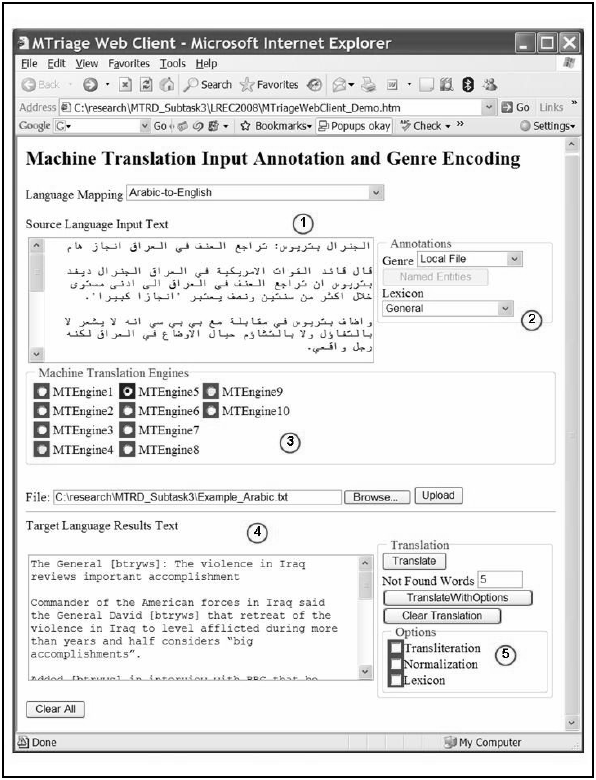 MTriage Web Client - Microsoft Internet Explorer
File Edit View Favorites Tools Help
Back Search Favorites
Address C:\research\MTRD_Subtask3\LREC2008\MTriageWebClient_Demo.htm Go Links »
Google G Go Bookmarks Popups okay Check » Settings
Machine Translation Input Annotation and Genre Encoding
Language Mapping Arabic-to-English
Source Language Input Text 1
الجنرال بتريوس: تراجع العنف في العراق انجاز هام
قال قائد القوات الامريكية في العراق الجنرال ديفد
بتريوس ان تراجع العنف في العراق الى ادنى مستوى
خلال اكثر من سنتين ونصف يعتبر "انجازا كبيرا".
واضاف بتريوس في مقابلة مع بي بي سي انه لا يشعر لا
بالتفاؤل ولا بالتشاؤم حيال الاوضاع في العراق لكنه
رجل واقعي.
Annotations
Genre Local File
Named Entities
Lexicon
General
2
Machine Translation Engines
MTEngine1 MTEngine5 MTEngine9
MTEngine2 MTEngine6 MTEngine10
MTEngine3 MTEngine7
MTEngine4 MTEngine8
3
File: C:\research\MTRD_Subtask3\Example_Arabic.txt Browse... Upload
Target Language Results Text 4
The General [btryws]: The violence in Iraq
reviews important accomplishment
Commander of the American forces in Iraq said
the General David [btryws] that retreat of the
violence in Iraq to level afflicted during more
than years and half considers "big
accomplishments".
Added [btryws] in interview with BBC that he
Translation
Translate
Not Found Words 5
TranslateWithOptions
Clear Translation
Options
Transliteration
Normalization
Lexicon
5
Clear All
Done My Computer